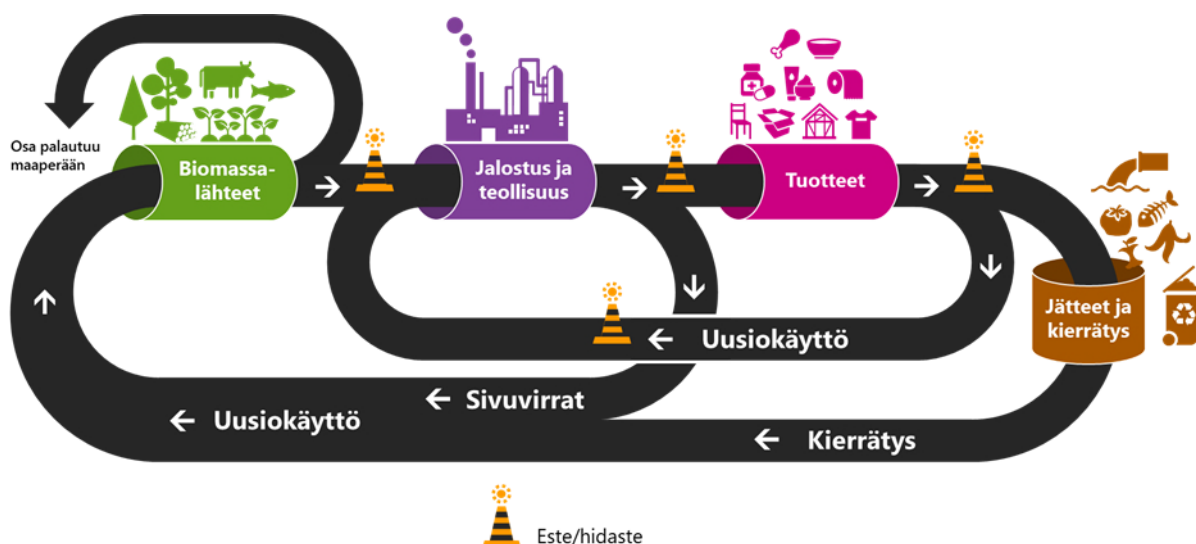 Osa palautuu
maaperään
Biomassa-
lähteet
Jalostus ja
teollisuus
Tuotteet
Jätteet ja
kierrätys
Uusiokäyttö
Sivuvirrat
Uusiokäyttö
Kierrätys
Este/hidaste